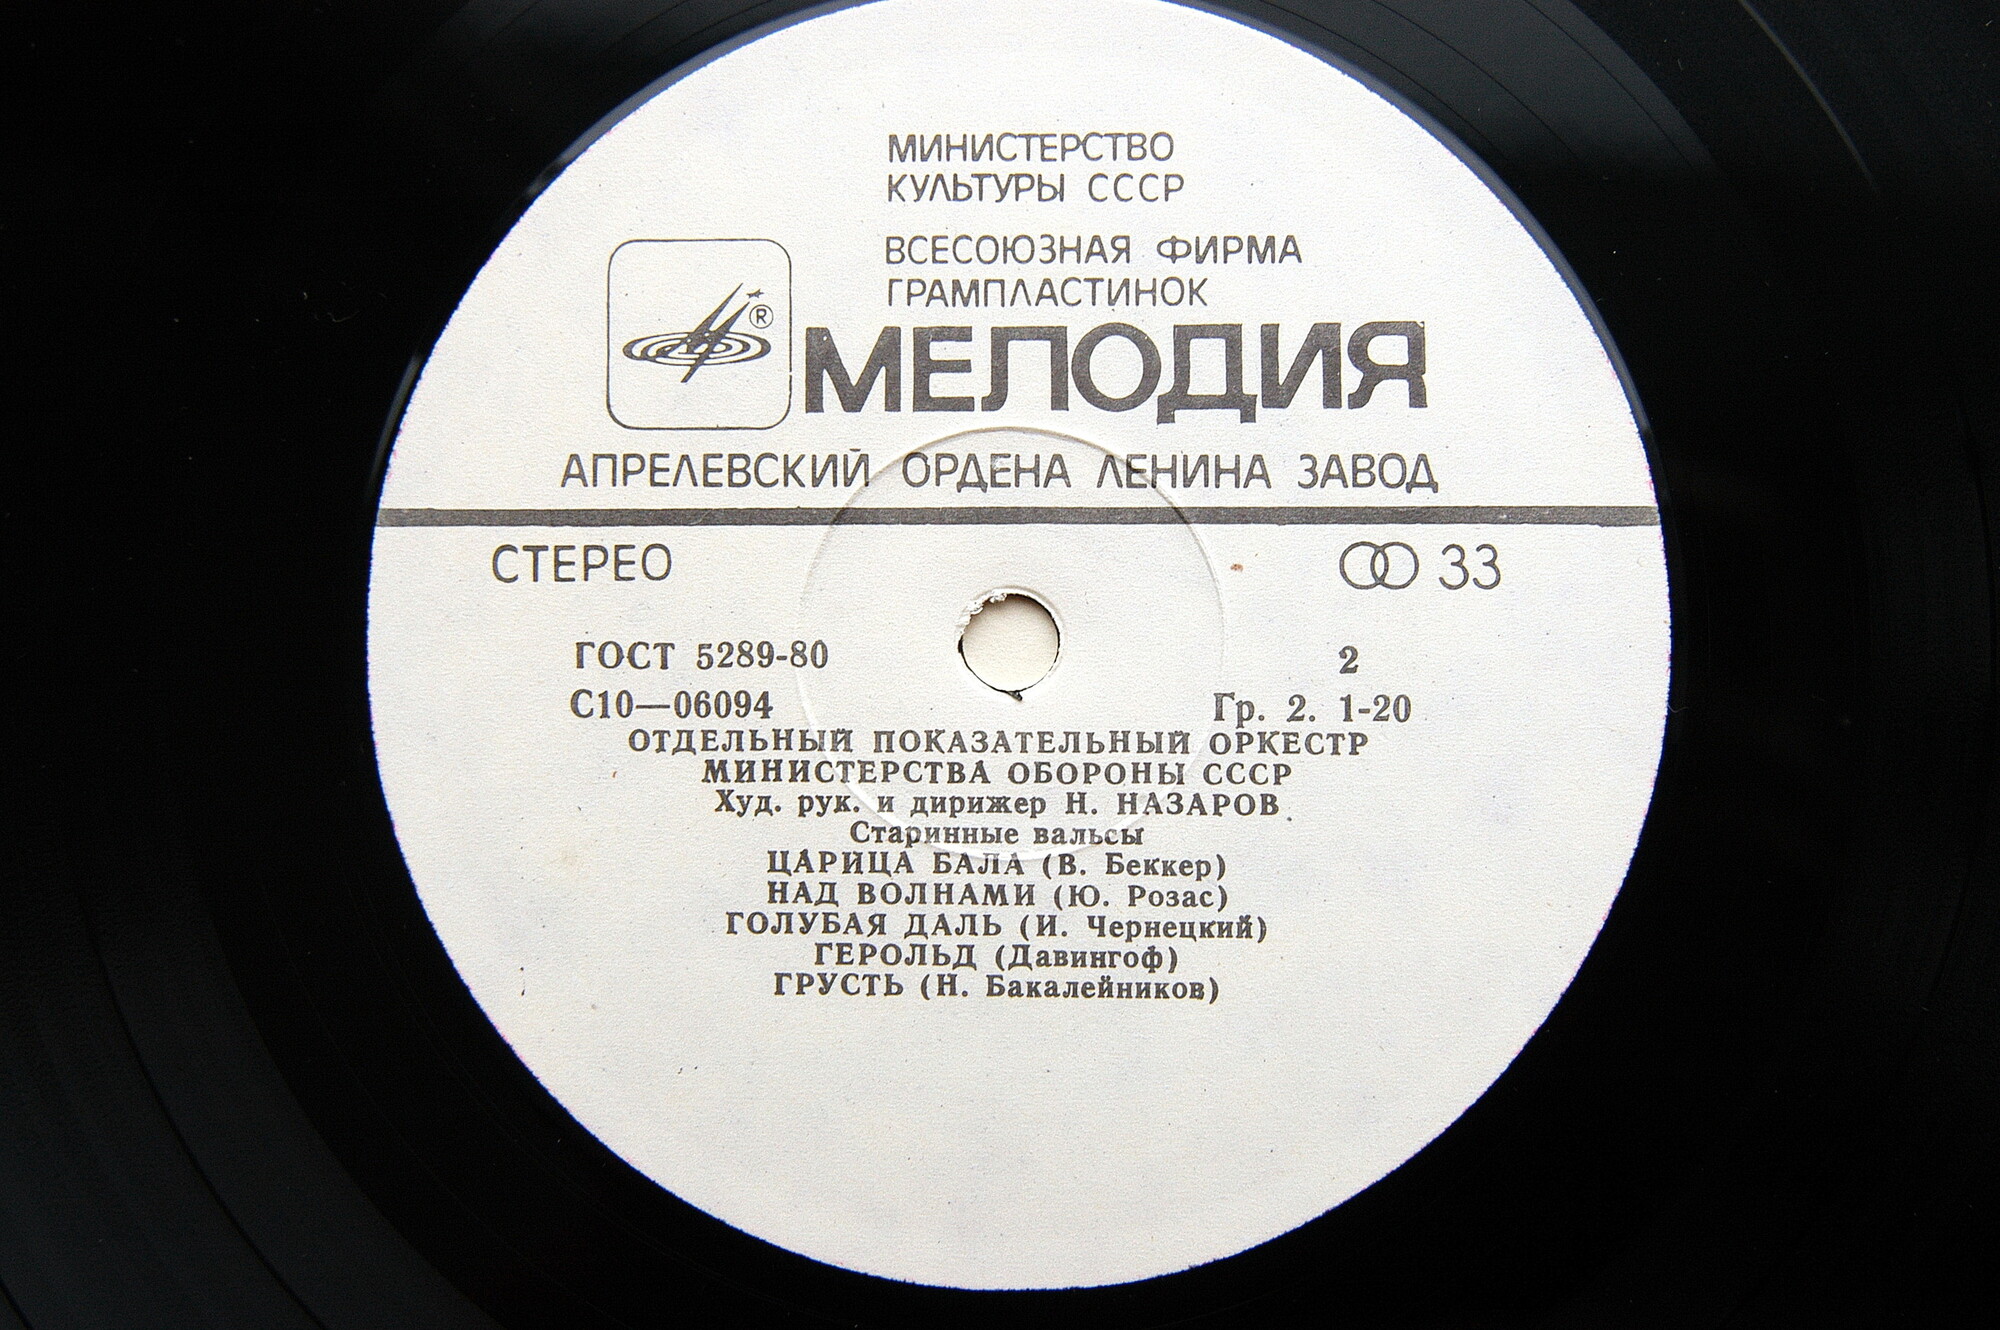 МИНИСТЕРСТВО
КУЛЬТУРЫ СССР
ВСЕСОЮЗНАЯ ФИРМА
ГРАМПЛАСТИНОК
®
МЕЛОДИЯ
АПРЕЛЕВСКИЙ ОРДЕНА ЛЕНИНА ЗАВОД
СТЕРЕО 33
ГОСТ 5289-80 2
С10—06094 Гр. 2. 1-20
ОТДЕЛЬНЫЙ ПОКАЗАТЕЛЬНЫЙ ОРКЕСТР
МИНИСТЕРСТВА ОБОРОНЫ СССР
Худ. рук. и дирижер Н. НАЗАРОВ
Старинные вальсы
ЦАРИЦА БАЛА (В. Беккер)
НАД ВОЛНАМИ (Ю. Розас)
ГОЛУБАЯ ДАЛЬ (И. Чернецкий)
ГЕРОЛЬД (Давингоф)
ГРУСТЬ (Н. Бакалейников)